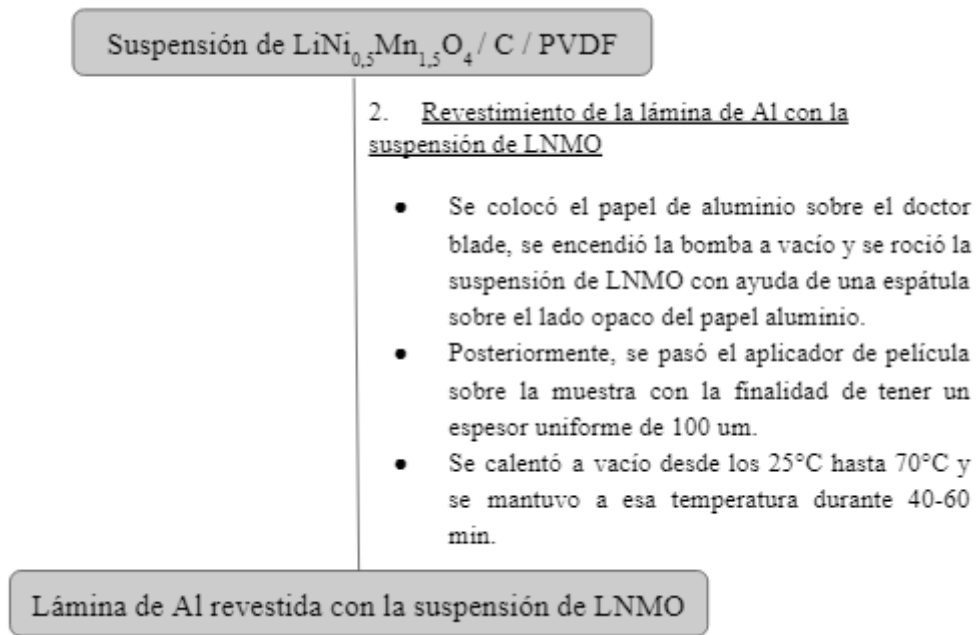 Suspensión de LiNi0,5Mn1,5O4 / C / PVDF
2. Revestimiento de la lámina de Al con la
suspensión de LNMO
● Se colocó el papel de aluminio sobre el doctor
blade, se encendió la bomba a vacío y se roció la
suspensión de LNMO con ayuda de una espátula
sobre el lado opaco del papel aluminio.
● Posteriormente, se pasó el aplicador de película
sobre la muestra con la finalidad de tener un
espesor uniforme de 100 um.
● Se calentó a vacío desde los 25°C hasta 70°C y
se mantuvo a esa temperatura durante 40-60
min.
Lámina de Al revestida con la suspensión de LNMO